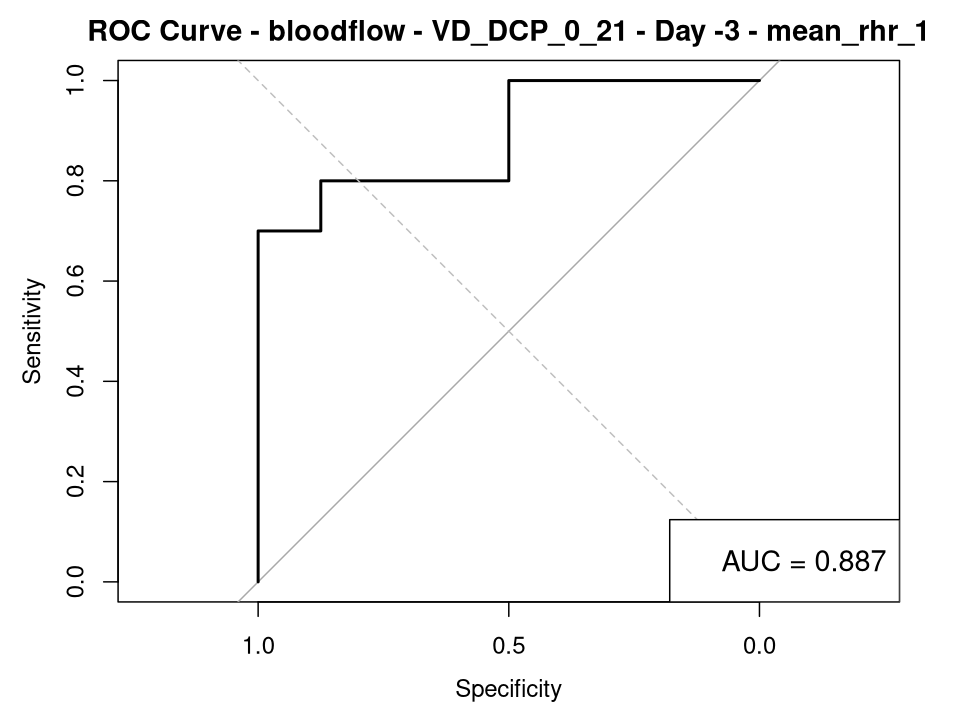 ROC Curve - bloodflow - VD_DCP_0_21 - Day -3 - mean_rhr_1
1.0
0.8
0.6
0.4
0.2
0.0
Sensitivity
AUC = 0.887
1.0 0.5 0.0
Specificity